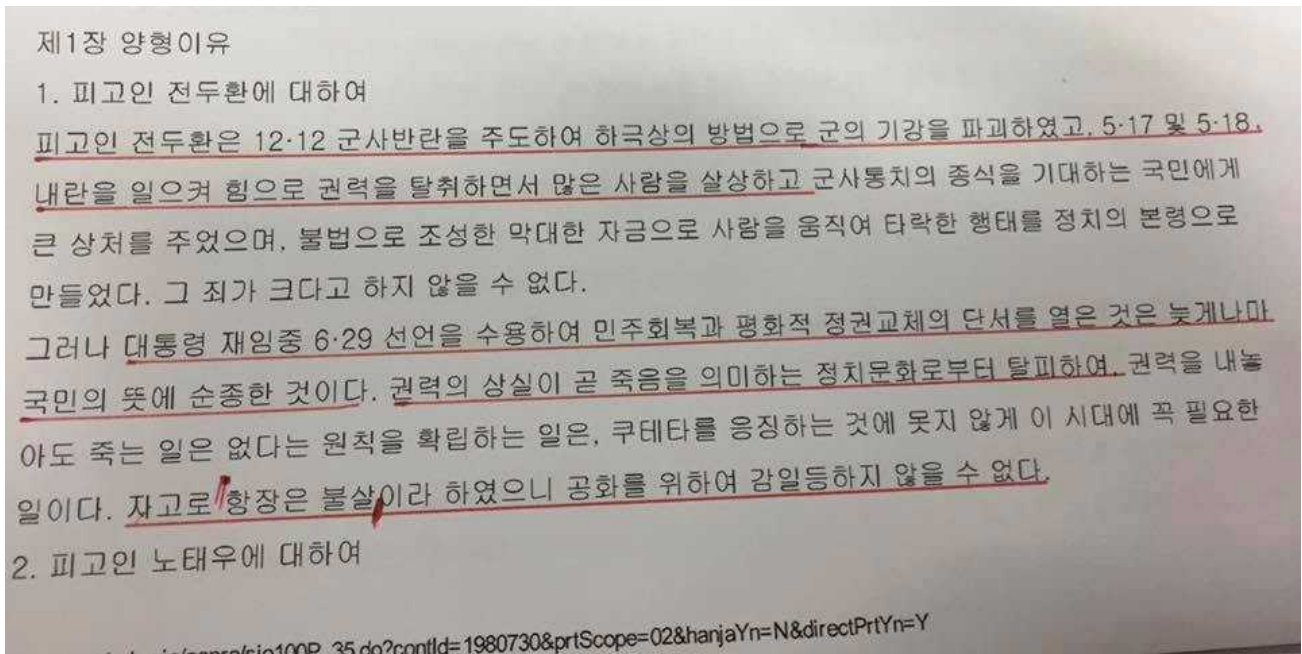 제1장 양형이유
1. 피고인 전두환에 대하여
피고인 전두환은 12·12 군사반란을 주도하여 하극상의 방법으로 군의 기강을 파괴하였고, 5·17 및 5·18,
내란을 일으켜 힘으로 권력을 탈취하면서 많은 사람을 살상하고 군사통치의 종식을 기대하는 국민에게
큰 상처를 주었으며, 불법으로 조성한 막대한 자금으로 사람을 움직여 타락한 행태를 정치의 본령으로
만들었다. 그 죄가 크다고 하지 않을 수 없다.
그러나 대통령 재임중 6·29 선언을 수용하여 민주회복과 평화적 정권교체의 단서를 열은 것은 늦게나마
국민의 뜻에 순종한 것이다. 권력의 상실이 곧 죽음을 의미하는 정치문화로부터 탈피하여, 권력을 내놓
아도 죽는 일은 없다는 원칙을 확립하는 일은, 쿠테타를 응징하는 것에 못지 않게 이 시대에 꼭 필요한
일이다. 자고로 항장은 불살이라 하였으니 공화를 위하여 감일등하지 않을 수 없다.
2. 피고인 노태우에 대하여
35.do?contId=1980730&prtScope=02&hanjaYn=N&directPrtYn=Y